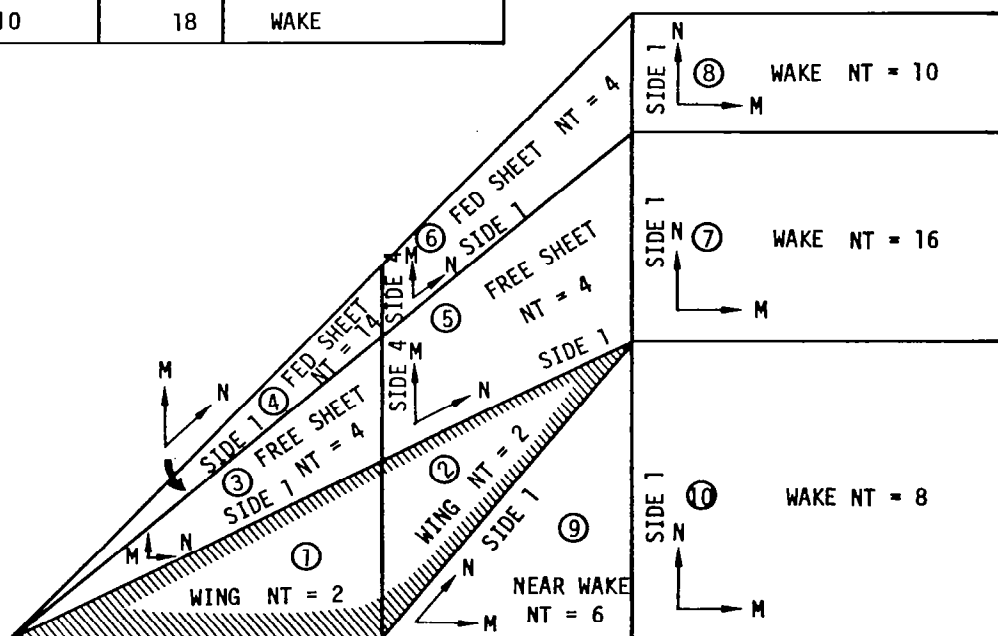 10 18 WAKE
N
SIDE 1
8
WAKE NT = 10
M
FED SHEET NT = 4
6
SIDE 1
SIDE 4
M
N
SIDE 1
N
7
WAKE NT = 16
M
FREE SHEET
NT = 4
5
SIDE 1
SIDE 4
M
N
FED SHEET
NT = 14
4
SIDE 1
M
N
FREE SHEET
NT = 4
3
SIDE 1
M
N
1
WING NT = 2
2
WING NT = 2
SIDE 1
9
NEAR WAKE
NT = 6
N
M
SIDE 1
10
WAKE NT = 8
N
M